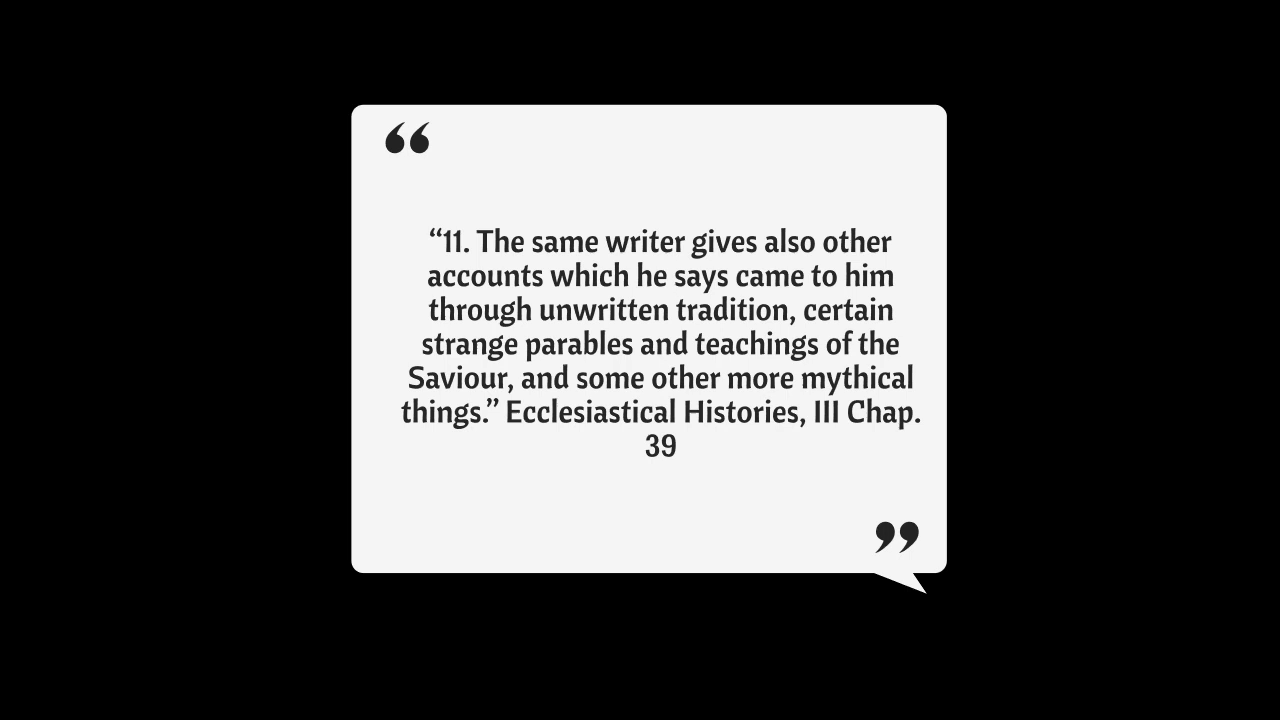 “
“11. The same writer gives also other
accounts which he says came to him
through unwritten tradition, certain
strange parables and teachings of the
Saviour, and some other more mythical
things.” Ecclesiastical Histories, III Chap.
39
”